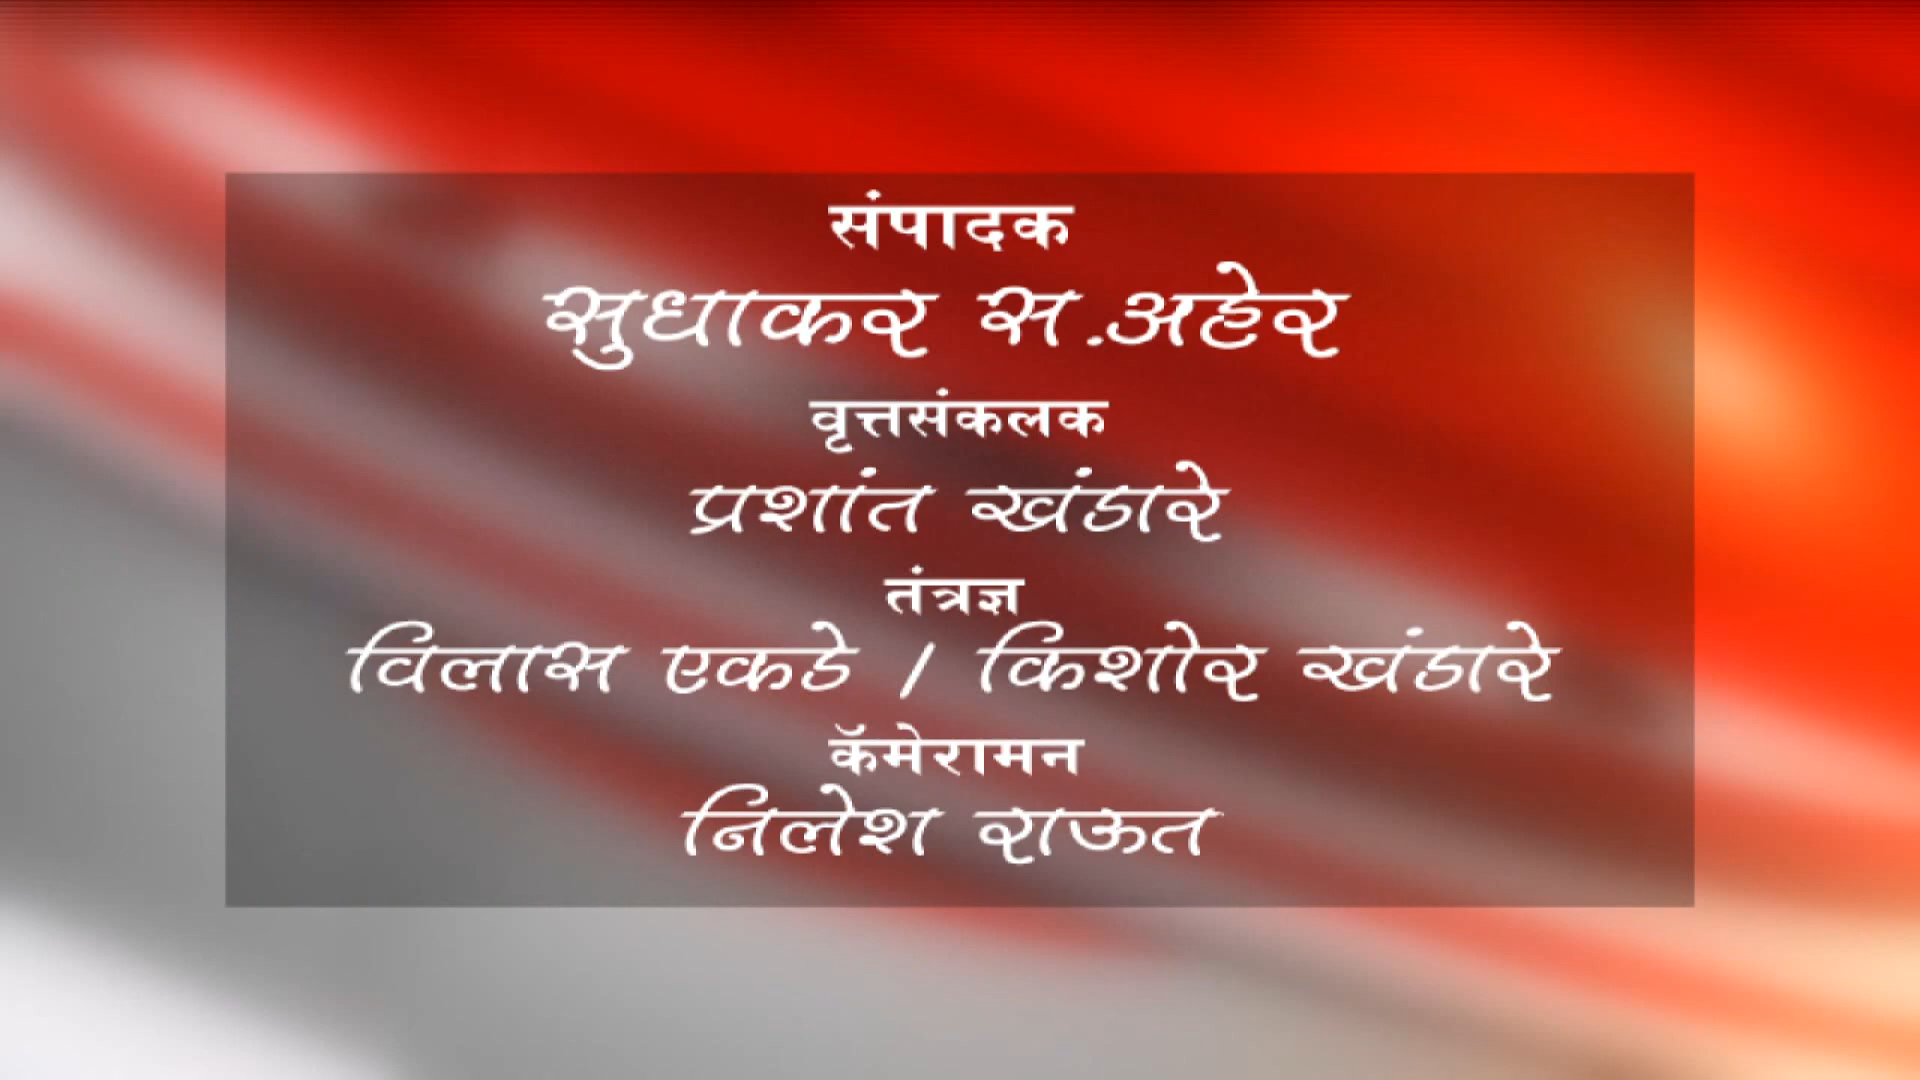 संपादक
सुधाकर स.अहेर
वृत्तसंकलक
प्रशांत खंडारे
तंत्रज्ञ
विलास एकडे / किशोर खंडारे
कॅमेरामन
निलेश राऊत